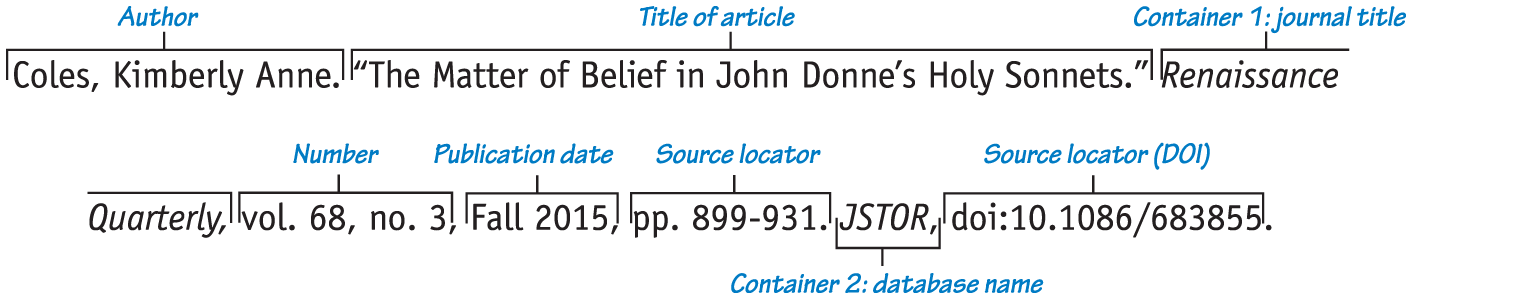 Author Title of article Container 1: journal title
Coles, Kimberly Anne. “The Matter of Belief in John Donne’s Holy Sonnets.” Renaissance
Number Publication date Source locator Source locator (DOI)
Quarterly, vol. 68, no. 3, Fall 2015, pp. 899-931. JSTOR, doi:10.1086/683855.
Container 2: database name